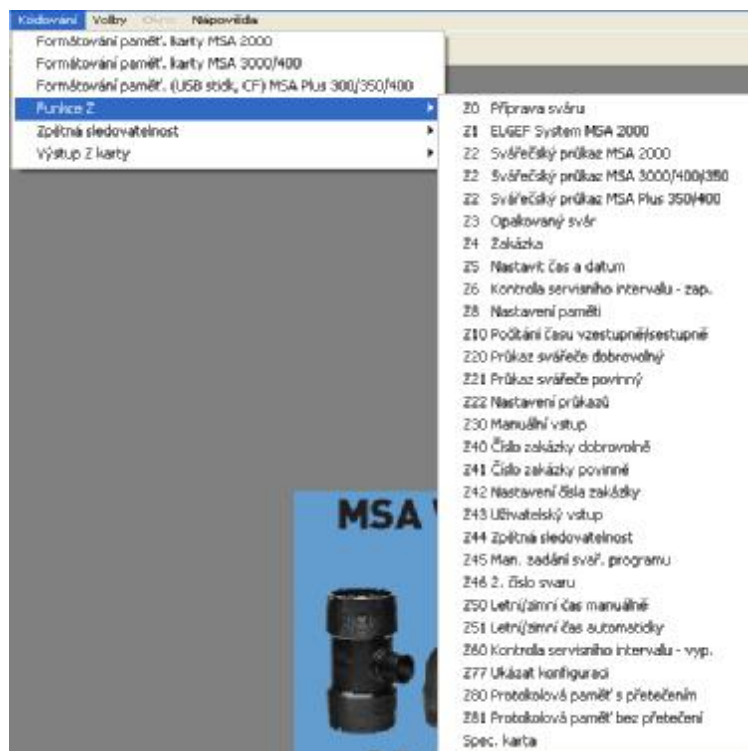 Kódování Volby Okno Nápověda
Formátování paměť. karty MSA 2000
Formátování paměť. karty MSA 3000/400
Formátování paměť. (USB stick, CF) MSA Plus 300/350/400
Funkce Z
Zpětná sledovatelnost
Výstup Z karty
Z0 Příprava sváru
Z1 ELGEF System MSA 2000
Z2 Svářečský průkaz MSA 2000
Z2 Svářečský průkaz MSA 3000/400/350
Z2 Svářečský průkaz MSA Plus 350/400
Z3 Opakovaný svár
Z4 Zakázka
Z5 Nastavit čas a datum
Z6 Kontrola servisního intervalu - zap.
Z8 Nastavení paměti
Z10 Počítání času vzestupně/sestupně
Z20 Průkaz svářeče dobrovolný
Z21 Průkaz svářeče povinný
Z22 Nastavení průkazů
Z30 Manuální vstup
Z40 Číslo zakázky dobrovolně
Z41 Číslo zakázky povinně
Z42 Nastavení čísla zakázky
Z43 Uživatelský vstup
Z44 Zpětná sledovatelnost
Z45 Man. zadání svař. programu
Z46 2. číslo svaru
Z50 Letní/zimní čas manuálně
Z51 Letní/zimní čas automaticky
Z60 Kontrola servisního intervalu - vyp.
Z77 Ukázat konfiguraci
Z80 Protokolová paměť s přetečením
Z81 Protokolová paměť bez přetečení
Spec. karta
MSA